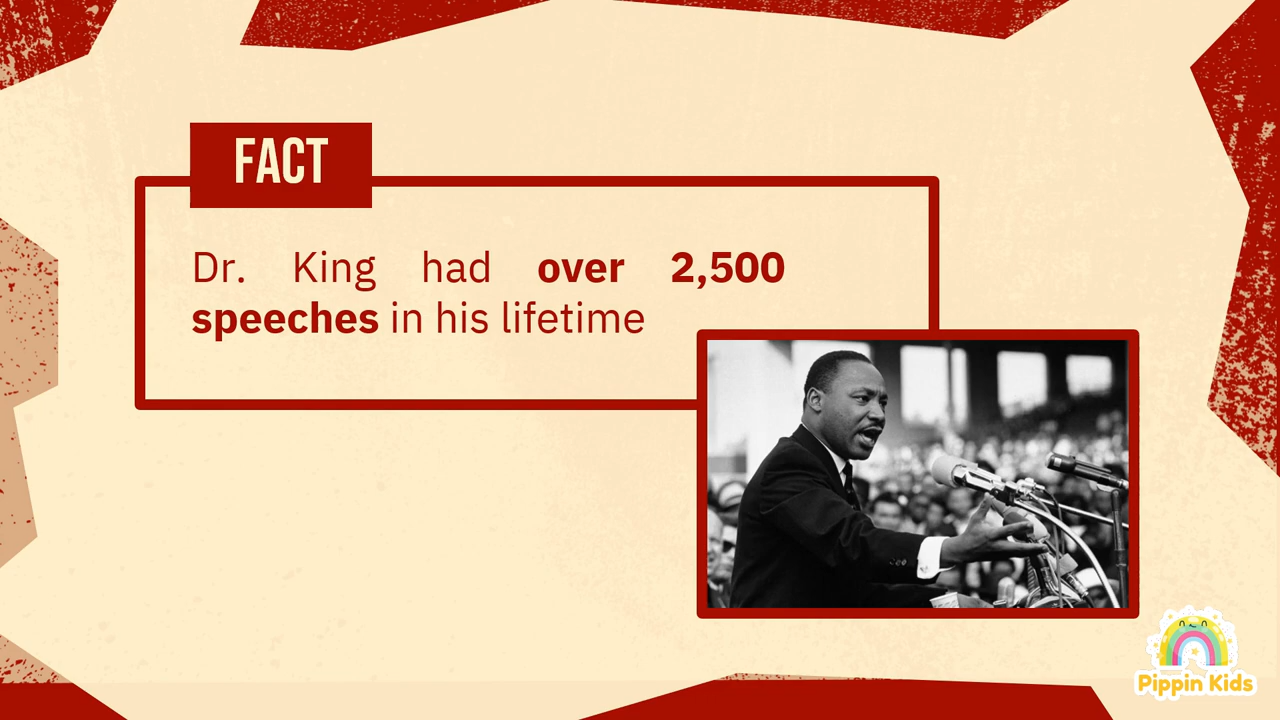 FACT
Dr. King had over 2,500
speeches in his lifetime
Pippin Kids